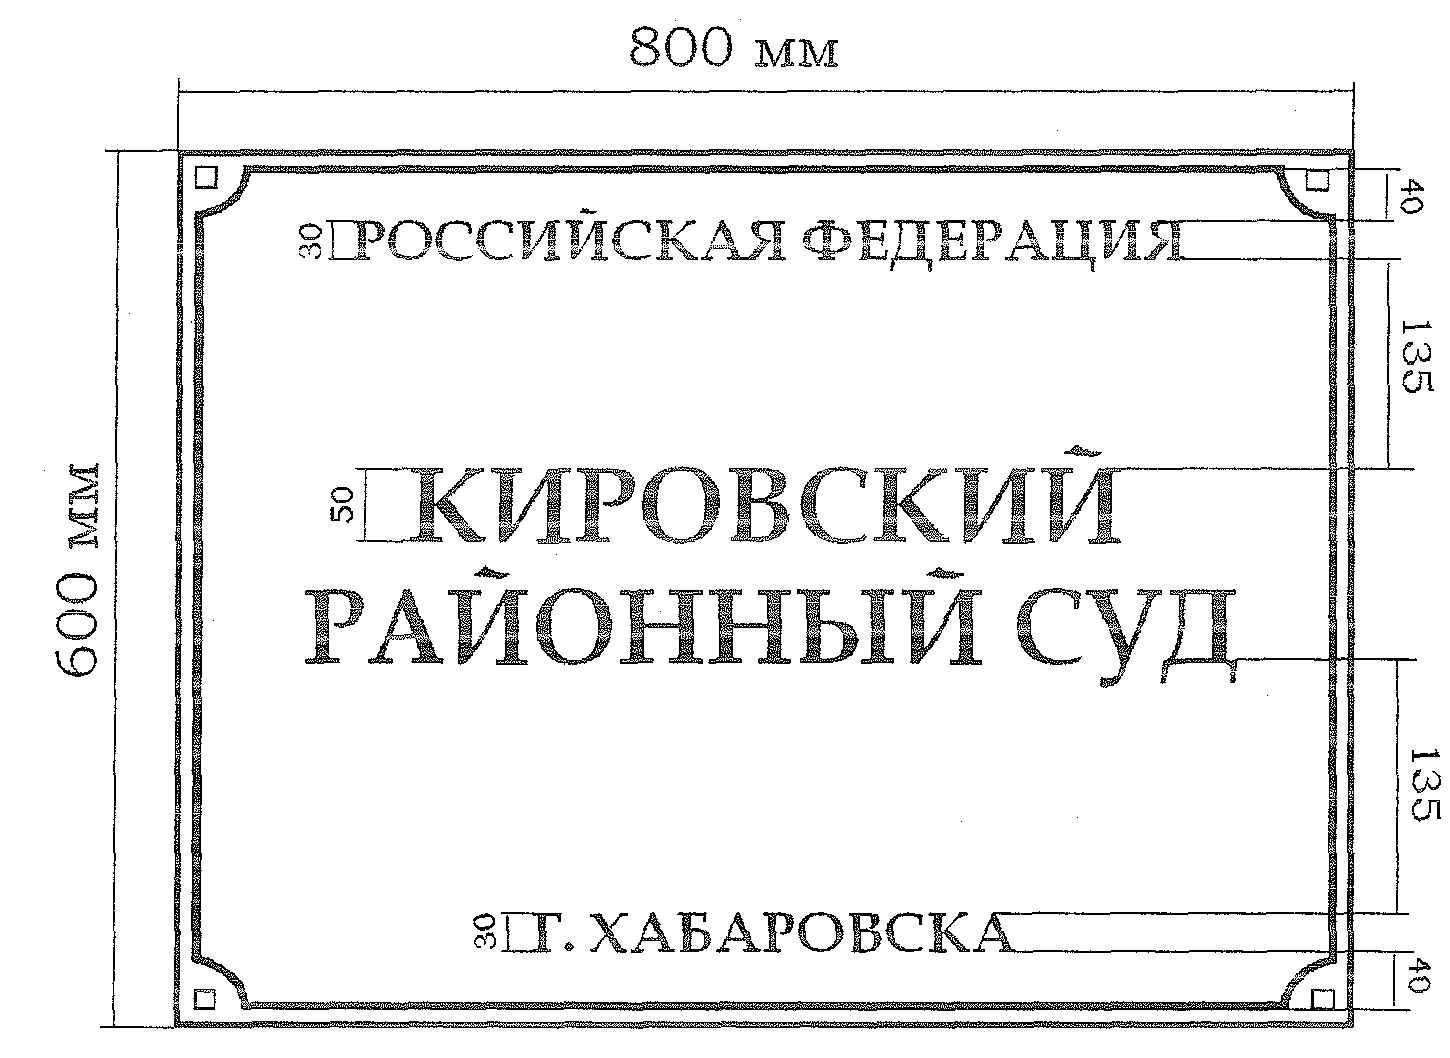 800 мм
40
30 РОССИЙСКАЯ ФЕДЕРАЦИЯ
135
50 КИРОВСКИЙ
600 мм
РАЙОННЫЙ СУД
135
30 Г. ХАБАРОВСКА
40